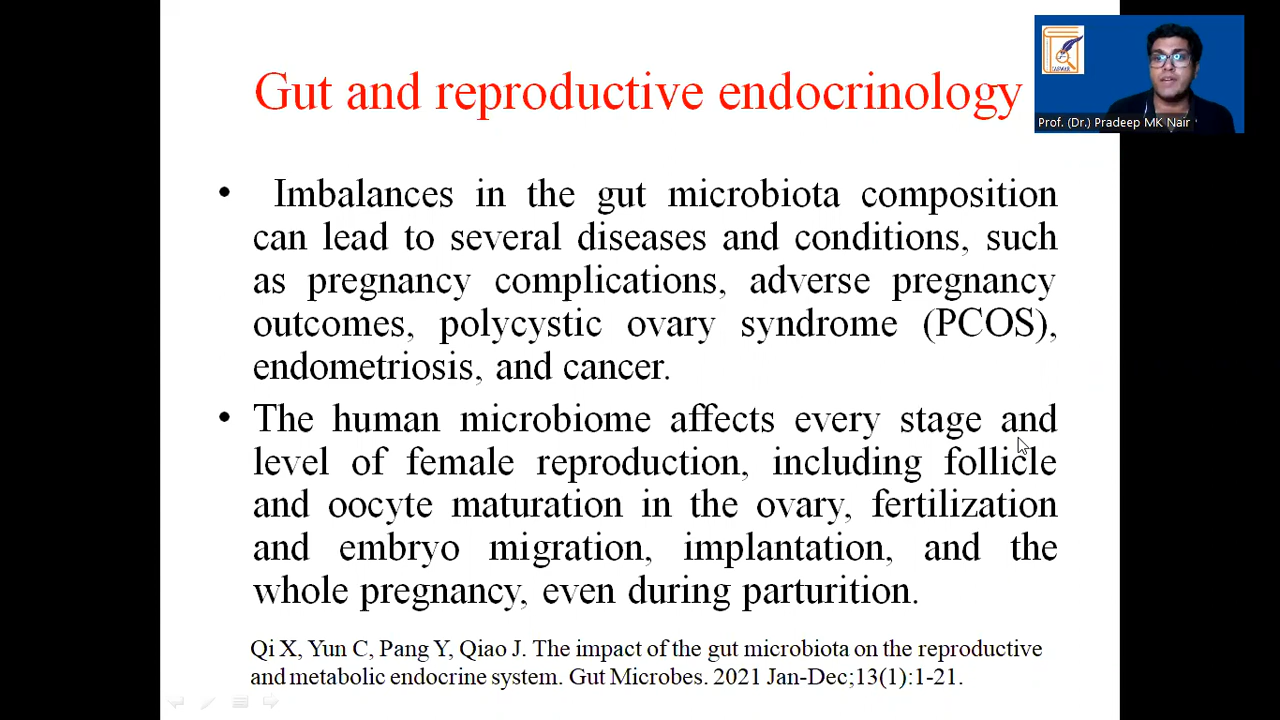 Gut and reproductive endocrinology
Prof. (Dr.) Pradeep MK Nair
• Imbalances in the gut microbiota composition
can lead to several diseases and conditions, such
as pregnancy complications, adverse pregnancy
outcomes, polycystic ovary syndrome (PCOS),
endometriosis, and cancer.
• The human microbiome affects every stage and
level of female reproduction, including follicle
and oocyte maturation in the ovary, fertilization
and embryo migration, implantation, and the
whole pregnancy, even during parturition.
Qi X, Yun C, Pang Y, Qiao J. The impact of the gut microbiota on the reproductive
and metabolic endocrine system. Gut Microbes. 2021 Jan-Dec;13(1):1-21.